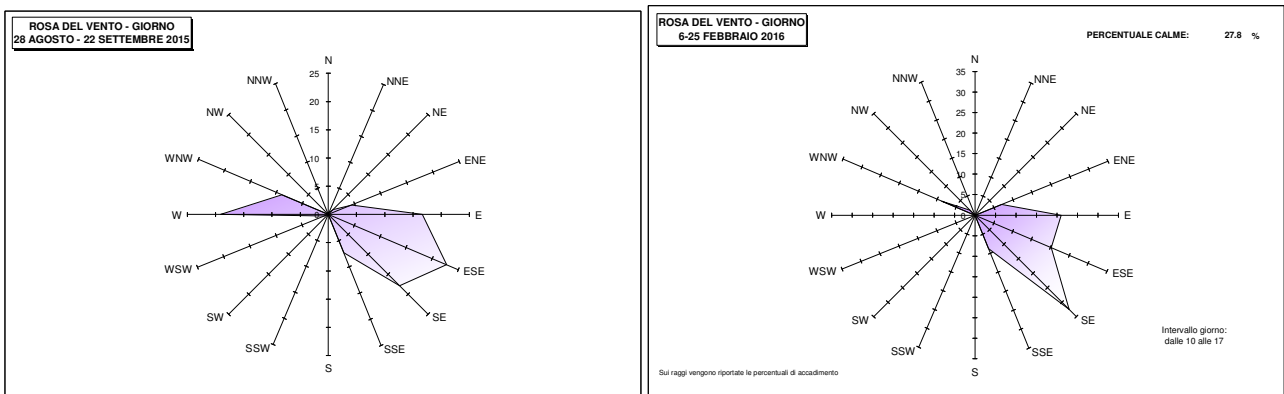 ROSA DEL VENTO - GIORNO
28 AGOSTO - 22 SETTEMBRE 2015
N
NNE
NE
ENE
E
ESE
SE
SSE
S
SSW
SW
WSW
W
WNW
NW
NNW
25
20
15
10
5
0
ROSA DEL VENTO - GIORNO
6-25 FEBBRAIO 2016
PERCENTUALE CALME: 27.8 %
N
NNE
NE
ENE
E
ESE
SE
SSE
S
SSW
SW
WSW
W
WNW
NW
NNW
35
30
25
20
15
10
5
0
Intervallo giorno:
dalle 10 alle 17
Sui raggi vengono riportate le percentuali di accadimento